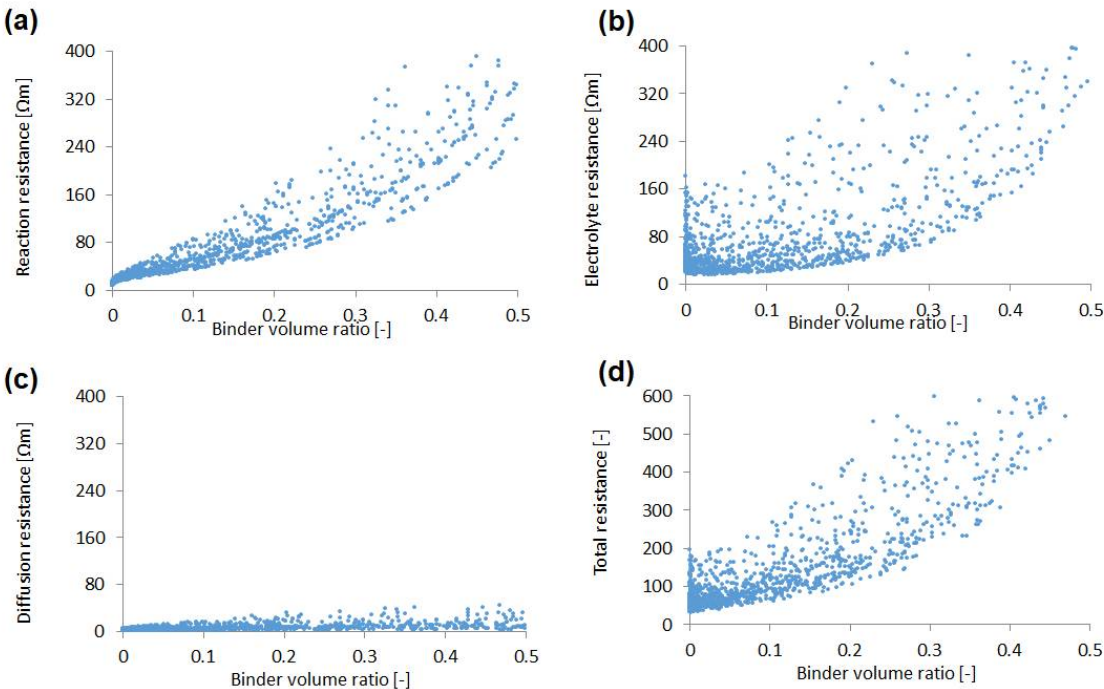 (a)
Reaction resistance [Ωm]
400
320
240
160
80
0
0 0.1 0.2 0.3 0.4 0.5
Binder volume ratio [-]
(b)
Electrolyte resistance [Ωm]
400
320
240
160
80
0
0 0.1 0.2 0.3 0.4 0.5
Binder volume ratio [-]
(c)
Diffusion resistance [Ωm]
400
320
240
160
80
0
0 0.1 0.2 0.3 0.4 0.5
Binder volume ratio [-]
(d)
Total resistance [-]
600
500
400
300
200
100
0
0 0.1 0.2 0.3 0.4 0.5
Binder volume ratio [-]